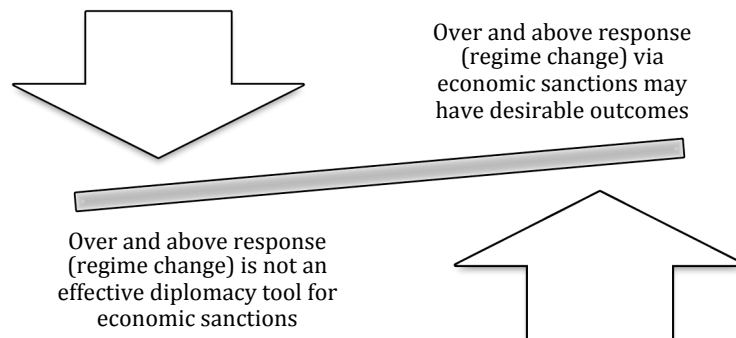 Over and above response
(regime change) via
economic sanctions may
have desirable outcomes
Over and above response
(regime change) is not an
effective diplomacy tool for
economic sanctions